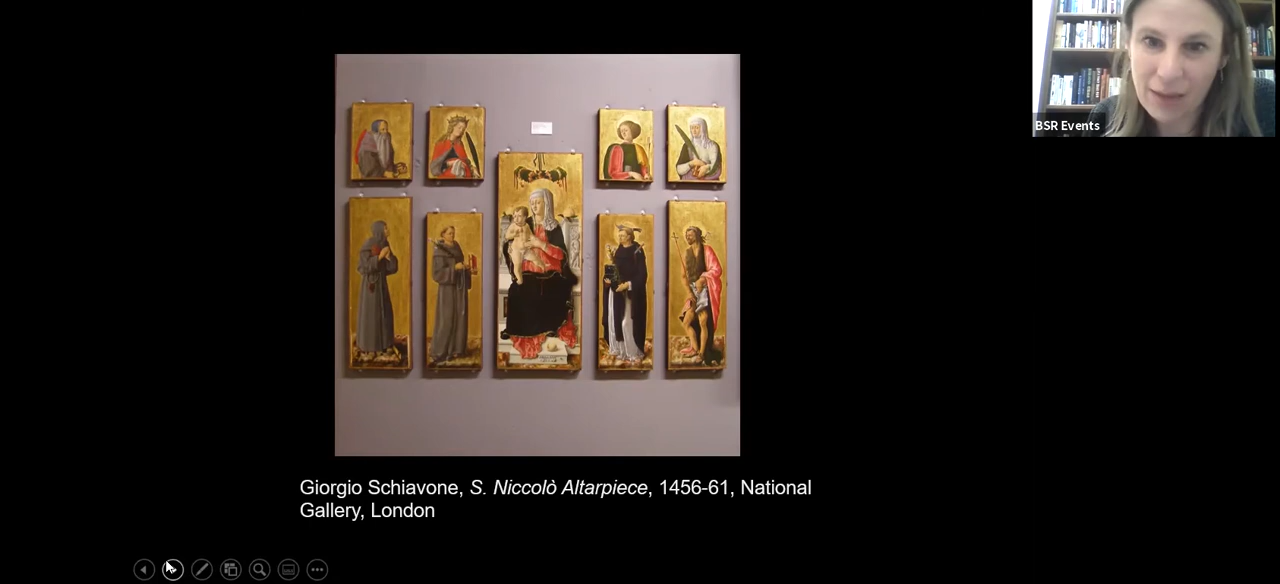 BSR Events
Giorgio Schiavone, S. Niccolò Altarpiece, 1456-61, National
Gallery, London